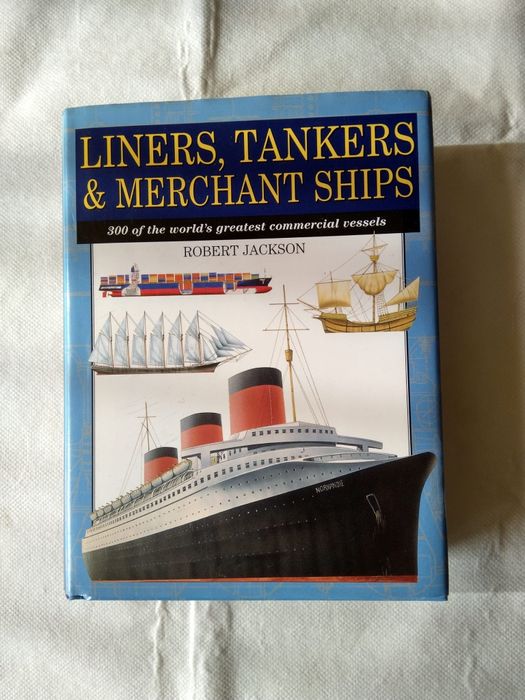 LINERS, TANKERS
& MERCHANT SHIPS
300 of the world's greatest commercial vessels
ROBERT JACKSON
NORMANDIE